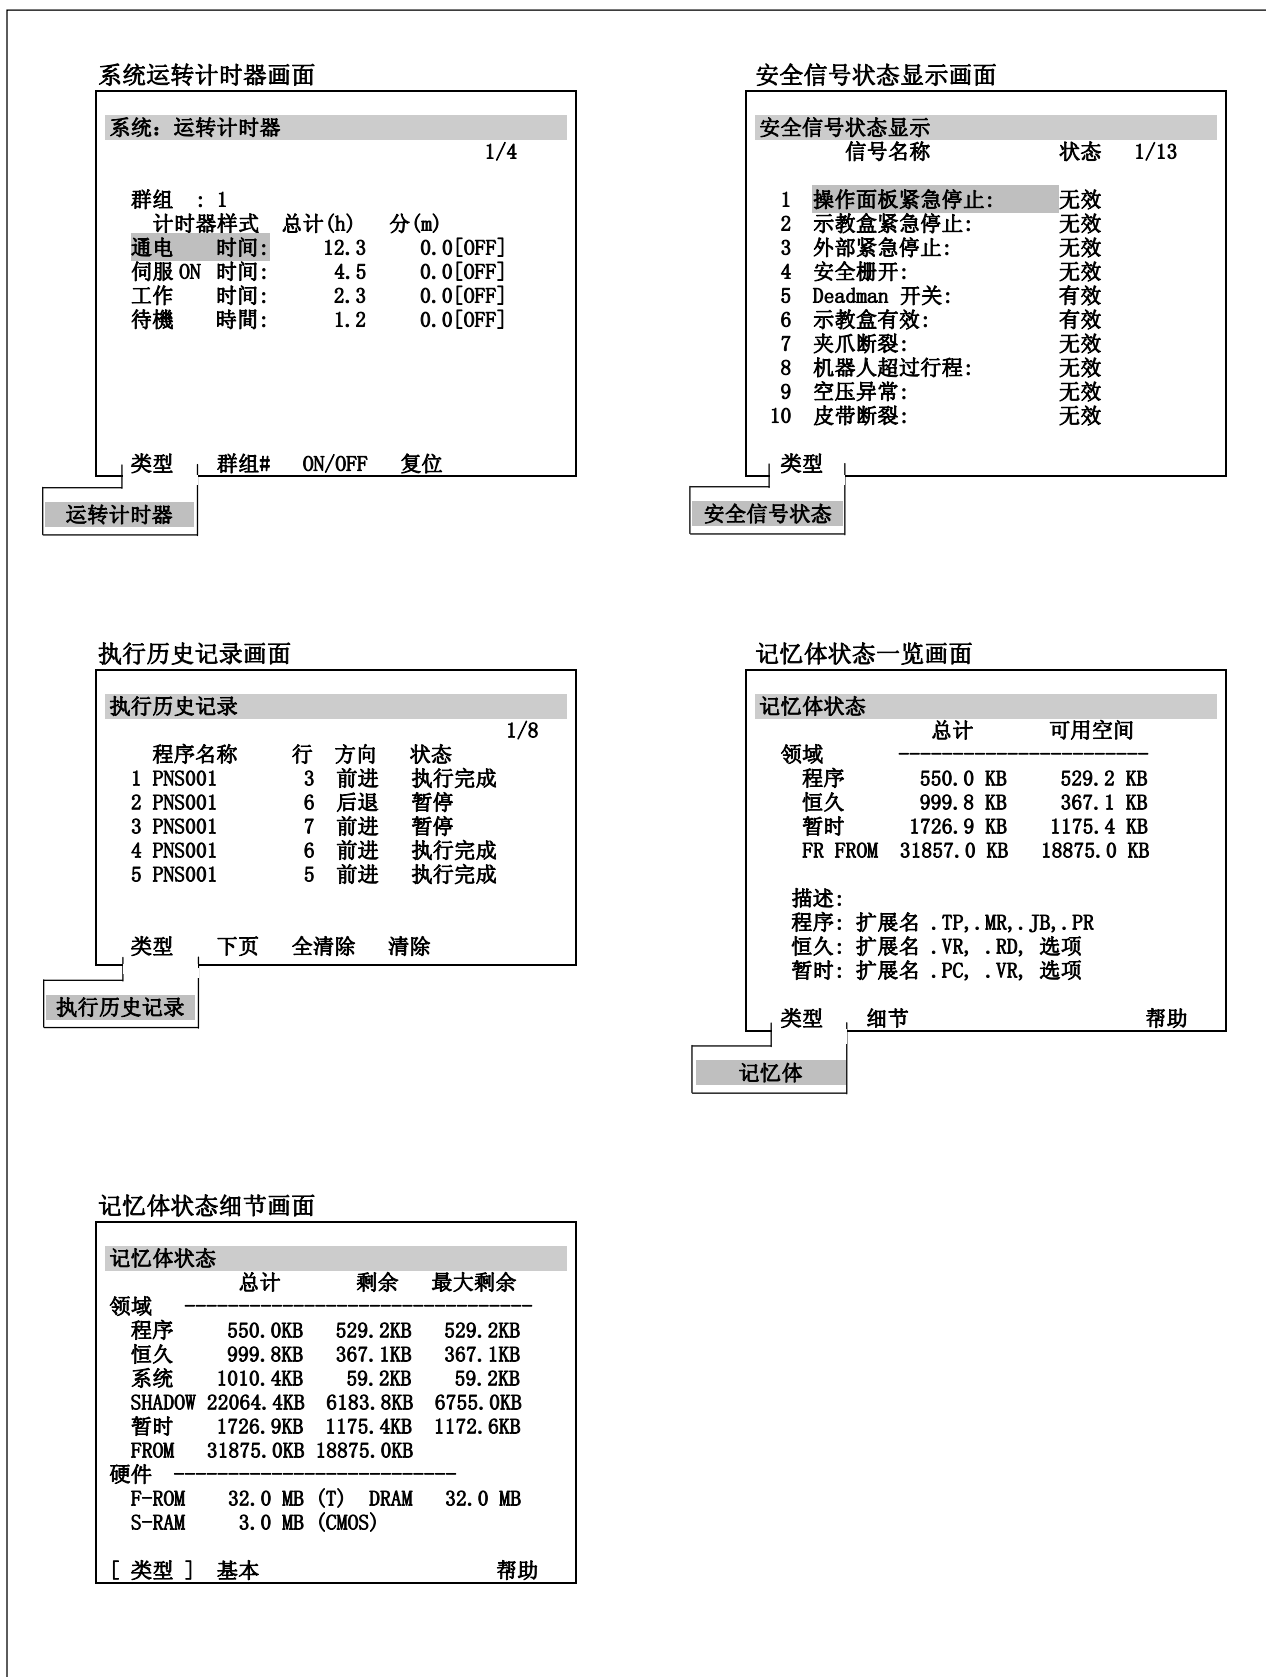 系统运转计时器画面
系统：运转计时器
1/4
群组 : 1
计时器样式 总计(h) 分(m)
通电 时间: 12.3 0.0[OFF]
伺服 ON 时间: 4.5 0.0[OFF]
工作 时间: 2.3 0.0[OFF]
待機 時間: 1.2 0.0[OFF]
类型 群组# ON/OFF 复位
运转计时器
安全信号状态显示画面
安全信号状态显示
信号名称 状态 1/13
1 操作面板紧急停止: 无效
2 示教盒紧急停止: 无效
3 外部紧急停止: 无效
4 安全栅开: 无效
5 Deadman 开关: 有效
6 示教盒有效: 有效
7 夹爪断裂: 无效
8 机器人超过行程: 无效
9 空压异常: 无效
10 皮带断裂: 无效
类型
安全信号状态
执行历史记录画面
执行历史记录
1/8
程序名称 行 方向 状态
1 PNS001 3 前进 执行完成
2 PNS001 6 后退 暂停
3 PNS001 7 前进 暂停
4 PNS001 6 前进 执行完成
5 PNS001 5 前进 执行完成
类型 下页 全清除 清除
执行历史记录
记忆体状态一览画面
记忆体状态
总计 可用空间
领域 -----------------------
程序 550.0 KB 529.2 KB
恒久 999.8 KB 367.1 KB
暂时 1726.9 KB 1175.4 KB
FR FROM 31857.0 KB 18875.0 KB
描述:
程序: 扩展名 .TP,.MR,.JB,.PR
恒久: 扩展名 .VR, .RD, 选项
暂时: 扩展名 .PC, .VR, 选项
类型 细节 帮助
记忆体
记忆体状态细节画面
记忆体状态
总计 剩余 最大剩余
领域 --------------------------------
程序 550.0KB 529.2KB 529.2KB
恒久 999.8KB 367.1KB 367.1KB
系统 1010.4KB 59.2KB 59.2KB
SHADOW 22064.4KB 6183.8KB 6755.0KB
暂时 1726.9KB 1175.4KB 1172.6KB
FROM 31875.0KB 18875.0KB
硬件 --------------------------
F-ROM 32.0 MB (T) DRAM 32.0 MB
S-RAM 3.0 MB (CMOS)
[ 类型 ] 基本 帮助